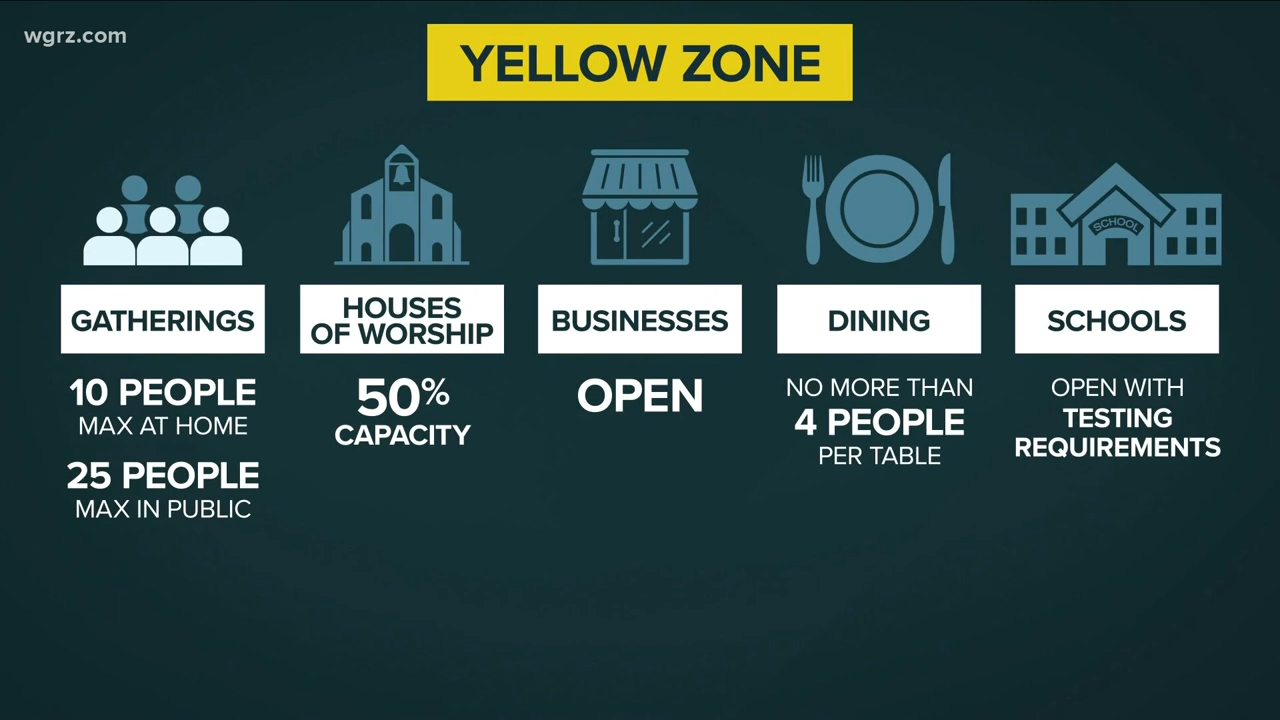 wgrz.com
YELLOW ZONE
SCHOOL
GATHERINGS
10 PEOPLE
MAX AT HOME
25 PEOPLE
MAX IN PUBLIC
HOUSES
OF WORSHIP
50%
CAPACITY
BUSINESSES
OPEN
DINING
NO MORE THAN
4 PEOPLE
PER TABLE
SCHOOLS
OPEN WITH
TESTING
REQUIREMENTS